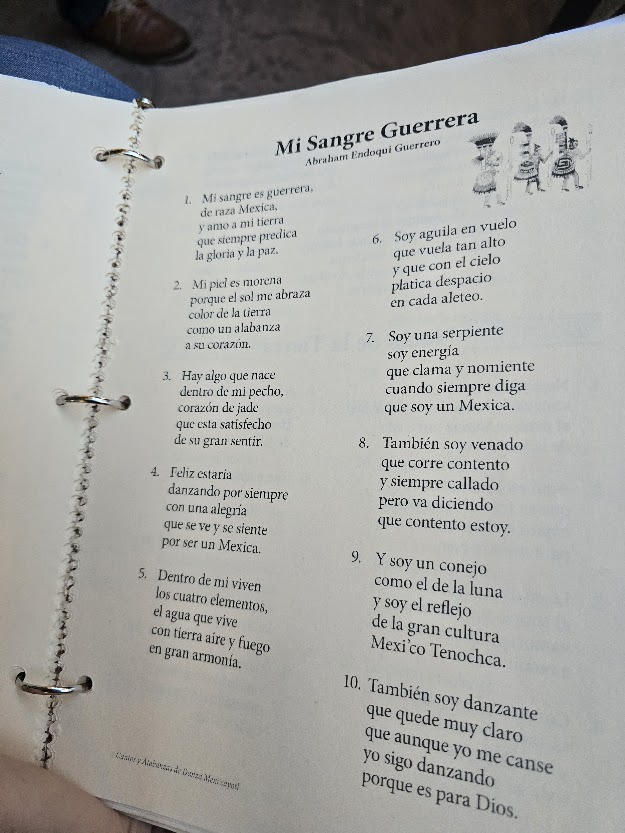 Mi Sangre Guerrera
Abraham Endoqui Guerrero
1. Mi sangre es guerrera,
de raza Mexica,
y amo a mi tierra
que siempre predica
la gloria y la paz.
2. Mi piel es morena
porque el sol me abraza
color de la tierra
como un alabanza
a su corazón.
3. Hay algo que nace
dentro de mi pecho,
corazón de jade
que esta satisfecho
de su gran sentir.
4. Feliz estaría
danzando por siempre
con una alegría
que se ve y se siente
por ser un Mexica.
5. Dentro de mi viven
los cuatro elementos,
el agua que vive
con tierra aire y fuego
en gran armonía.
6. Soy aguila en vuelo
que vuela tan alto
y que con el cielo
platica despacio
en cada aleteo.
7. Soy una serpiente
soy energía
que clama y nomiente
cuando siempre diga
que soy un Mexica.
8. También soy venado
que corre contento
y siempre callado
pero va diciendo
que contento estoy.
9. Y soy un conejo
como el de la luna
y soy el reflejo
de la gran cultura
Mexi´co Tenochca.
10. También soy danzante
que quede muy claro
que aunque yo me canse
yo sigo danzando
porque es para Dios.
Cantos y Alabanzas de Danza Mexicayotl